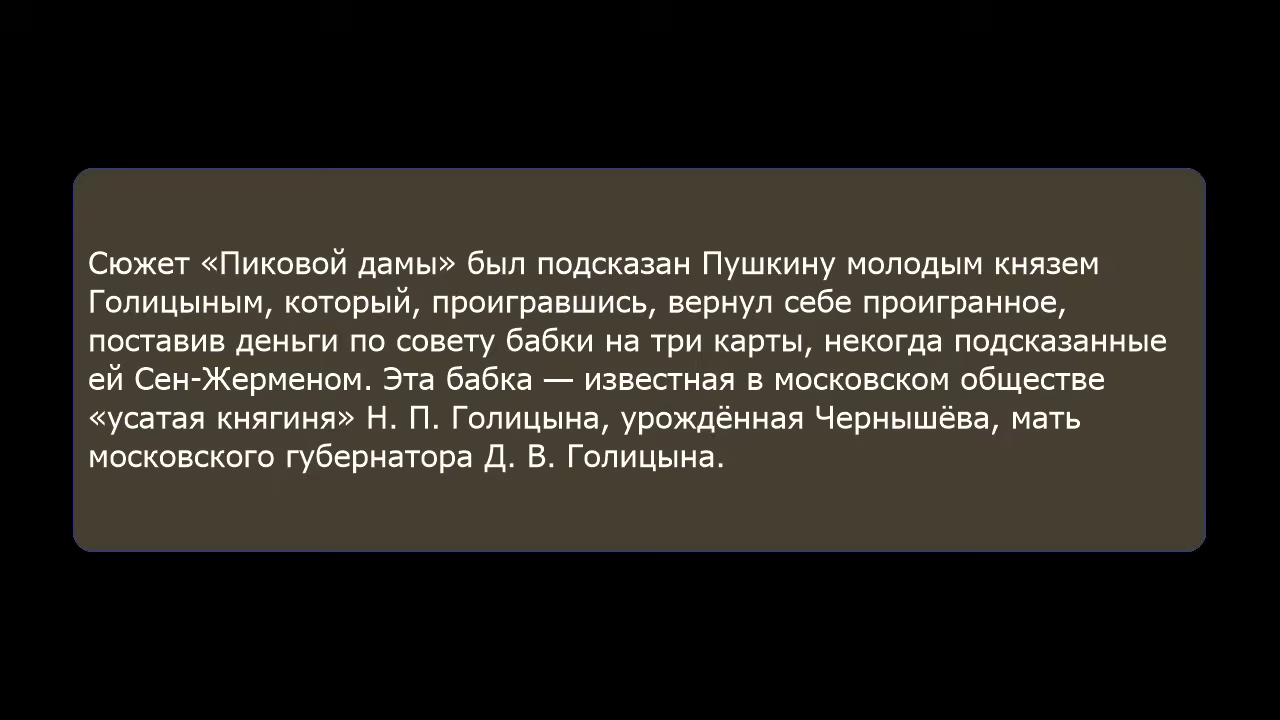 Сюжет «Пиковой дамы» был подсказан Пушкину молодым князем
Голицыным, который, проигравшись, вернул себе проигранное,
поставив деньги по совету бабки на три карты, некогда подсказанные
ей Сен-Жерменом. Эта бабка — известная в московском обществе
«усатая княгиня» Н. П. Голицына, урождённая Чернышёва, мать
московского губернатора Д. В. Голицына.